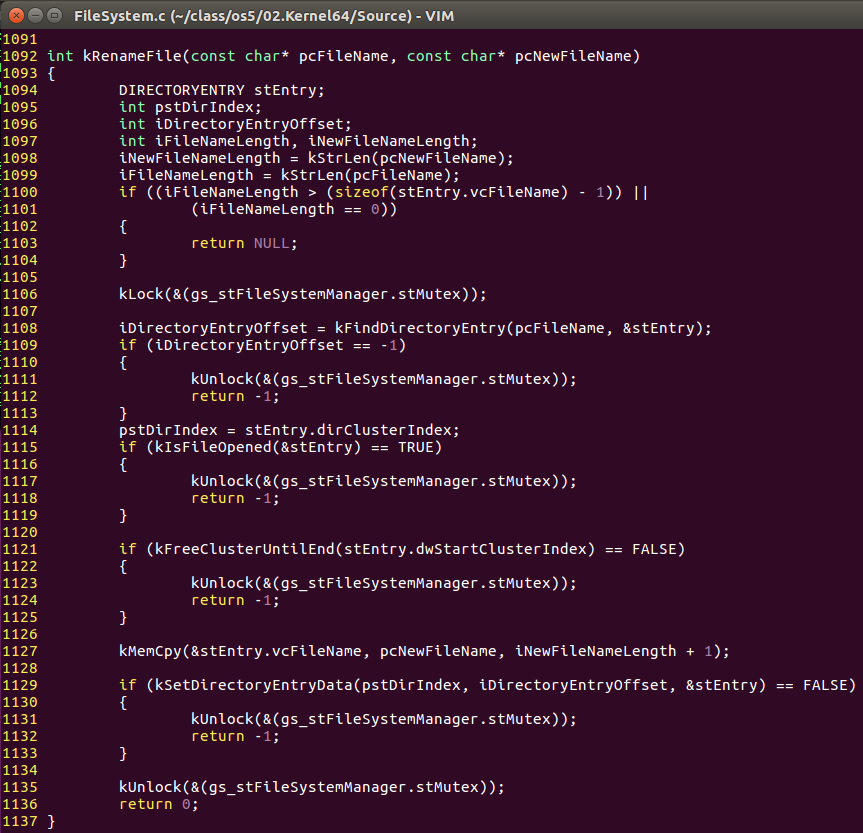 FileSystem.c (~/class/os5/02.Kernel64/Source) - VIM
1091
1092 int kRenameFile(const char* pcFileName, const char* pcNewFileName)
1093 {
1094         DIRECTORYENTRY stEntry;
1095         int pstDirIndex;
1096         int iDirectoryEntryOffset;
1097         int iFileNameLength, iNewFileNameLength;
1098         iNewFileNameLength = kStrLen(pcNewFileName);
1099         iFileNameLength = kStrLen(pcFileName);
1100         if ((iFileNameLength > (sizeof(stEntry.vcFileName) - 1)) ||
1101                 (iFileNameLength == 0))
1102         {
1103                 return NULL;
1104         }
1105
1106         kLock(&(gs_stFileSystemManager.stMutex));
1107
1108         iDirectoryEntryOffset = kFindDirectoryEntry(pcFileName, &stEntry);
1109         if (iDirectoryEntryOffset == -1)
1110         {
1111                 kUnlock(&(gs_stFileSystemManager.stMutex));
1112                 return -1;
1113         }
1114         pstDirIndex = stEntry.dirClusterIndex;
1115         if (kIsFileOpened(&stEntry) == TRUE)
1116         {
1117                 kUnlock(&(gs_stFileSystemManager.stMutex));
1118                 return -1;
1119         }
1120
1121         if (kFreeClusterUntilEnd(stEntry.dwStartClusterIndex) == FALSE)
1122         {
1123                 kUnlock(&(gs_stFileSystemManager.stMutex));
1124                 return -1;
1125         }
1126
1127         kMemCpy(&stEntry.vcFileName, pcNewFileName, iNewFileNameLength + 1);
1128
1129         if (kSetDirectoryEntryData(pstDirIndex, iDirectoryEntryOffset, &stEntry) == FALSE)
1130         {
1131                 kUnlock(&(gs_stFileSystemManager.stMutex));
1132                 return -1;
1133         }
1134
1135         kUnlock(&(gs_stFileSystemManager.stMutex));
1136         return 0;
1137 }